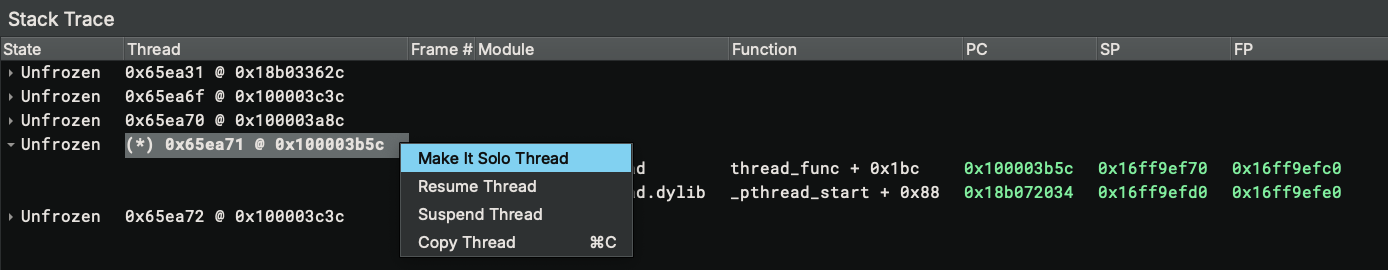 Stack Trace
State Thread Frame # Module Function PC SP FP
Unfrozen 0x65ea31 @ 0x18b03362c
Unfrozen 0x65ea6f @ 0x100003c3c
Unfrozen 0x65ea70 @ 0x100003a8c
Unfrozen (*) 0x65ea71 @ 0x100003b5c
Make It Solo Thread
d thread_func + 0x1bc 0x100003b5c 0x16ff9ef70 0x16ff9efc0
Resume Thread
d.dylib _pthread_start + 0x88 0x18b072034 0x16ff9efd0 0x16ff9efe0
Suspend Thread
Unfrozen 0x65ea72 @ 0x100003c3c
Copy Thread ⌘C